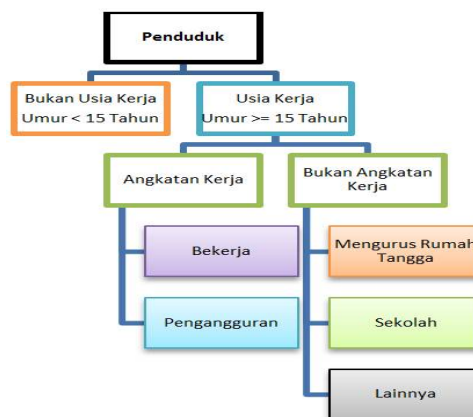 Penduduk
Bukan Usia Kerja
Umur < 15 Tahun
Usia Kerja
Umur >= 15 Tahun
Angkatan Kerja
Bukan Angkatan
Kerja
Bekerja
Pengangguran
Mengurus Rumah
Tangga
Sekolah
Lainnya